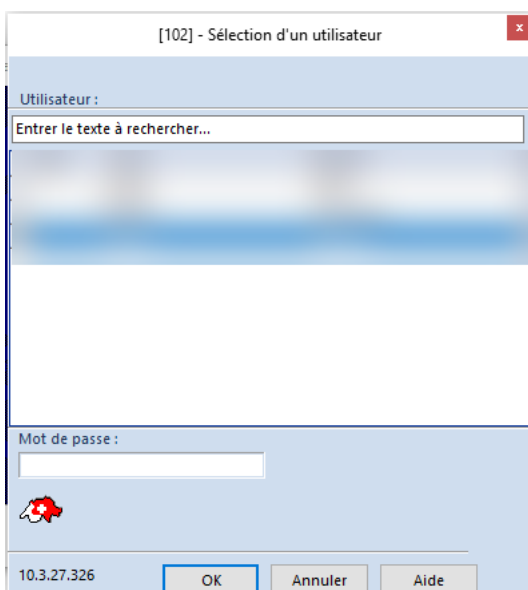 [102] - Sélection d'un utilisateur
x
Utilisateur :
Entrer le texte à rechercher...
Mot de passe :
10.3.27.326
OK Annuler Aide